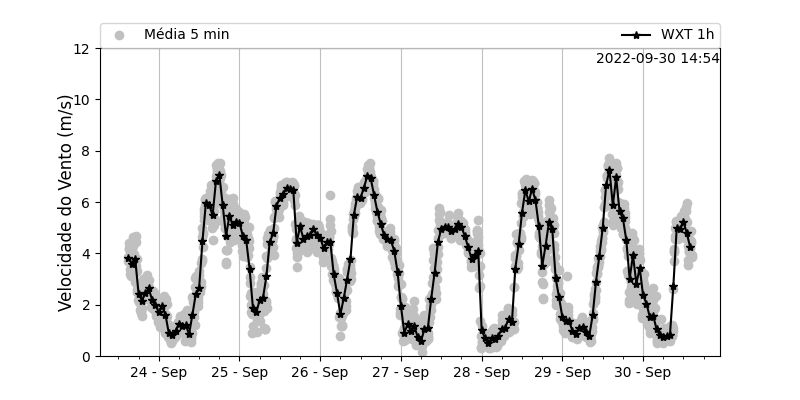 Média 5 min
WXT 1h
2022-09-30 14:54
Velocidade do Vento (m/s)
12
10
8
6
4
2
0
24 - Sep
25 - Sep
26 - Sep
27 - Sep
28 - Sep
29 - Sep
30 - Sep